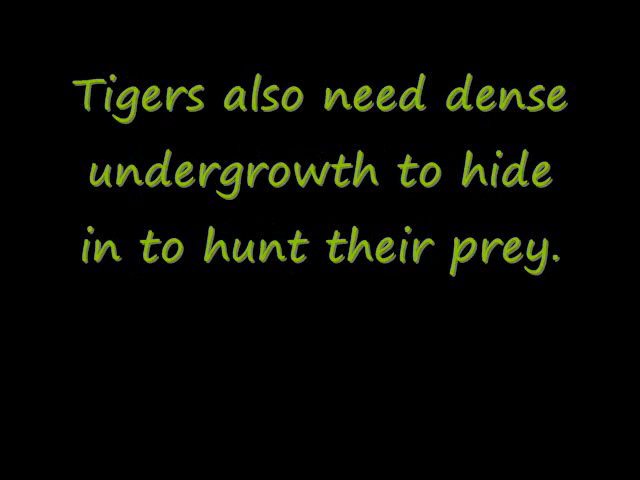 Tigers also need dense
undergrowth to hide
in to hunt their prey.